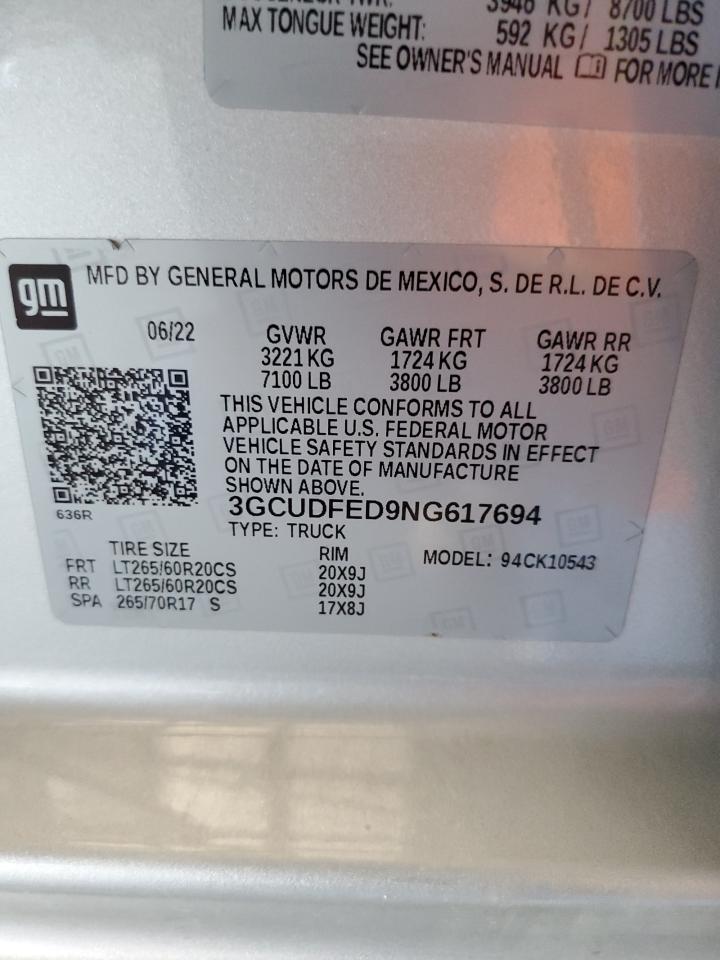 3946 KG / 8700 LBS
MAX TONGUE WEIGHT: 592 KG / 1305 LBS
SEE OWNER'S MANUAL FOR MORE
gm
MFD BY GENERAL MOTORS DE MEXICO, S. DE R.L. DE C.V.
06/22 GVWR GAWR FRT GAWR RR
3221 KG 1724 KG 1724 KG
7100 LB 3800 LB 3800 LB
THIS VEHICLE CONFORMS TO ALL
APPLICABLE U.S. FEDERAL MOTOR
VEHICLE SAFETY STANDARDS IN EFFECT
ON THE DATE OF MANUFACTURE
SHOWN ABOVE.
636R
3GCUDFED9NG617694
TYPE: TRUCK
TIRE SIZE RIM MODEL: 94CK10543
FRT LT265/60R20CS 20X9J
RR LT265/60R20CS 20X9J
SPA 265/70R17 S 17X8J